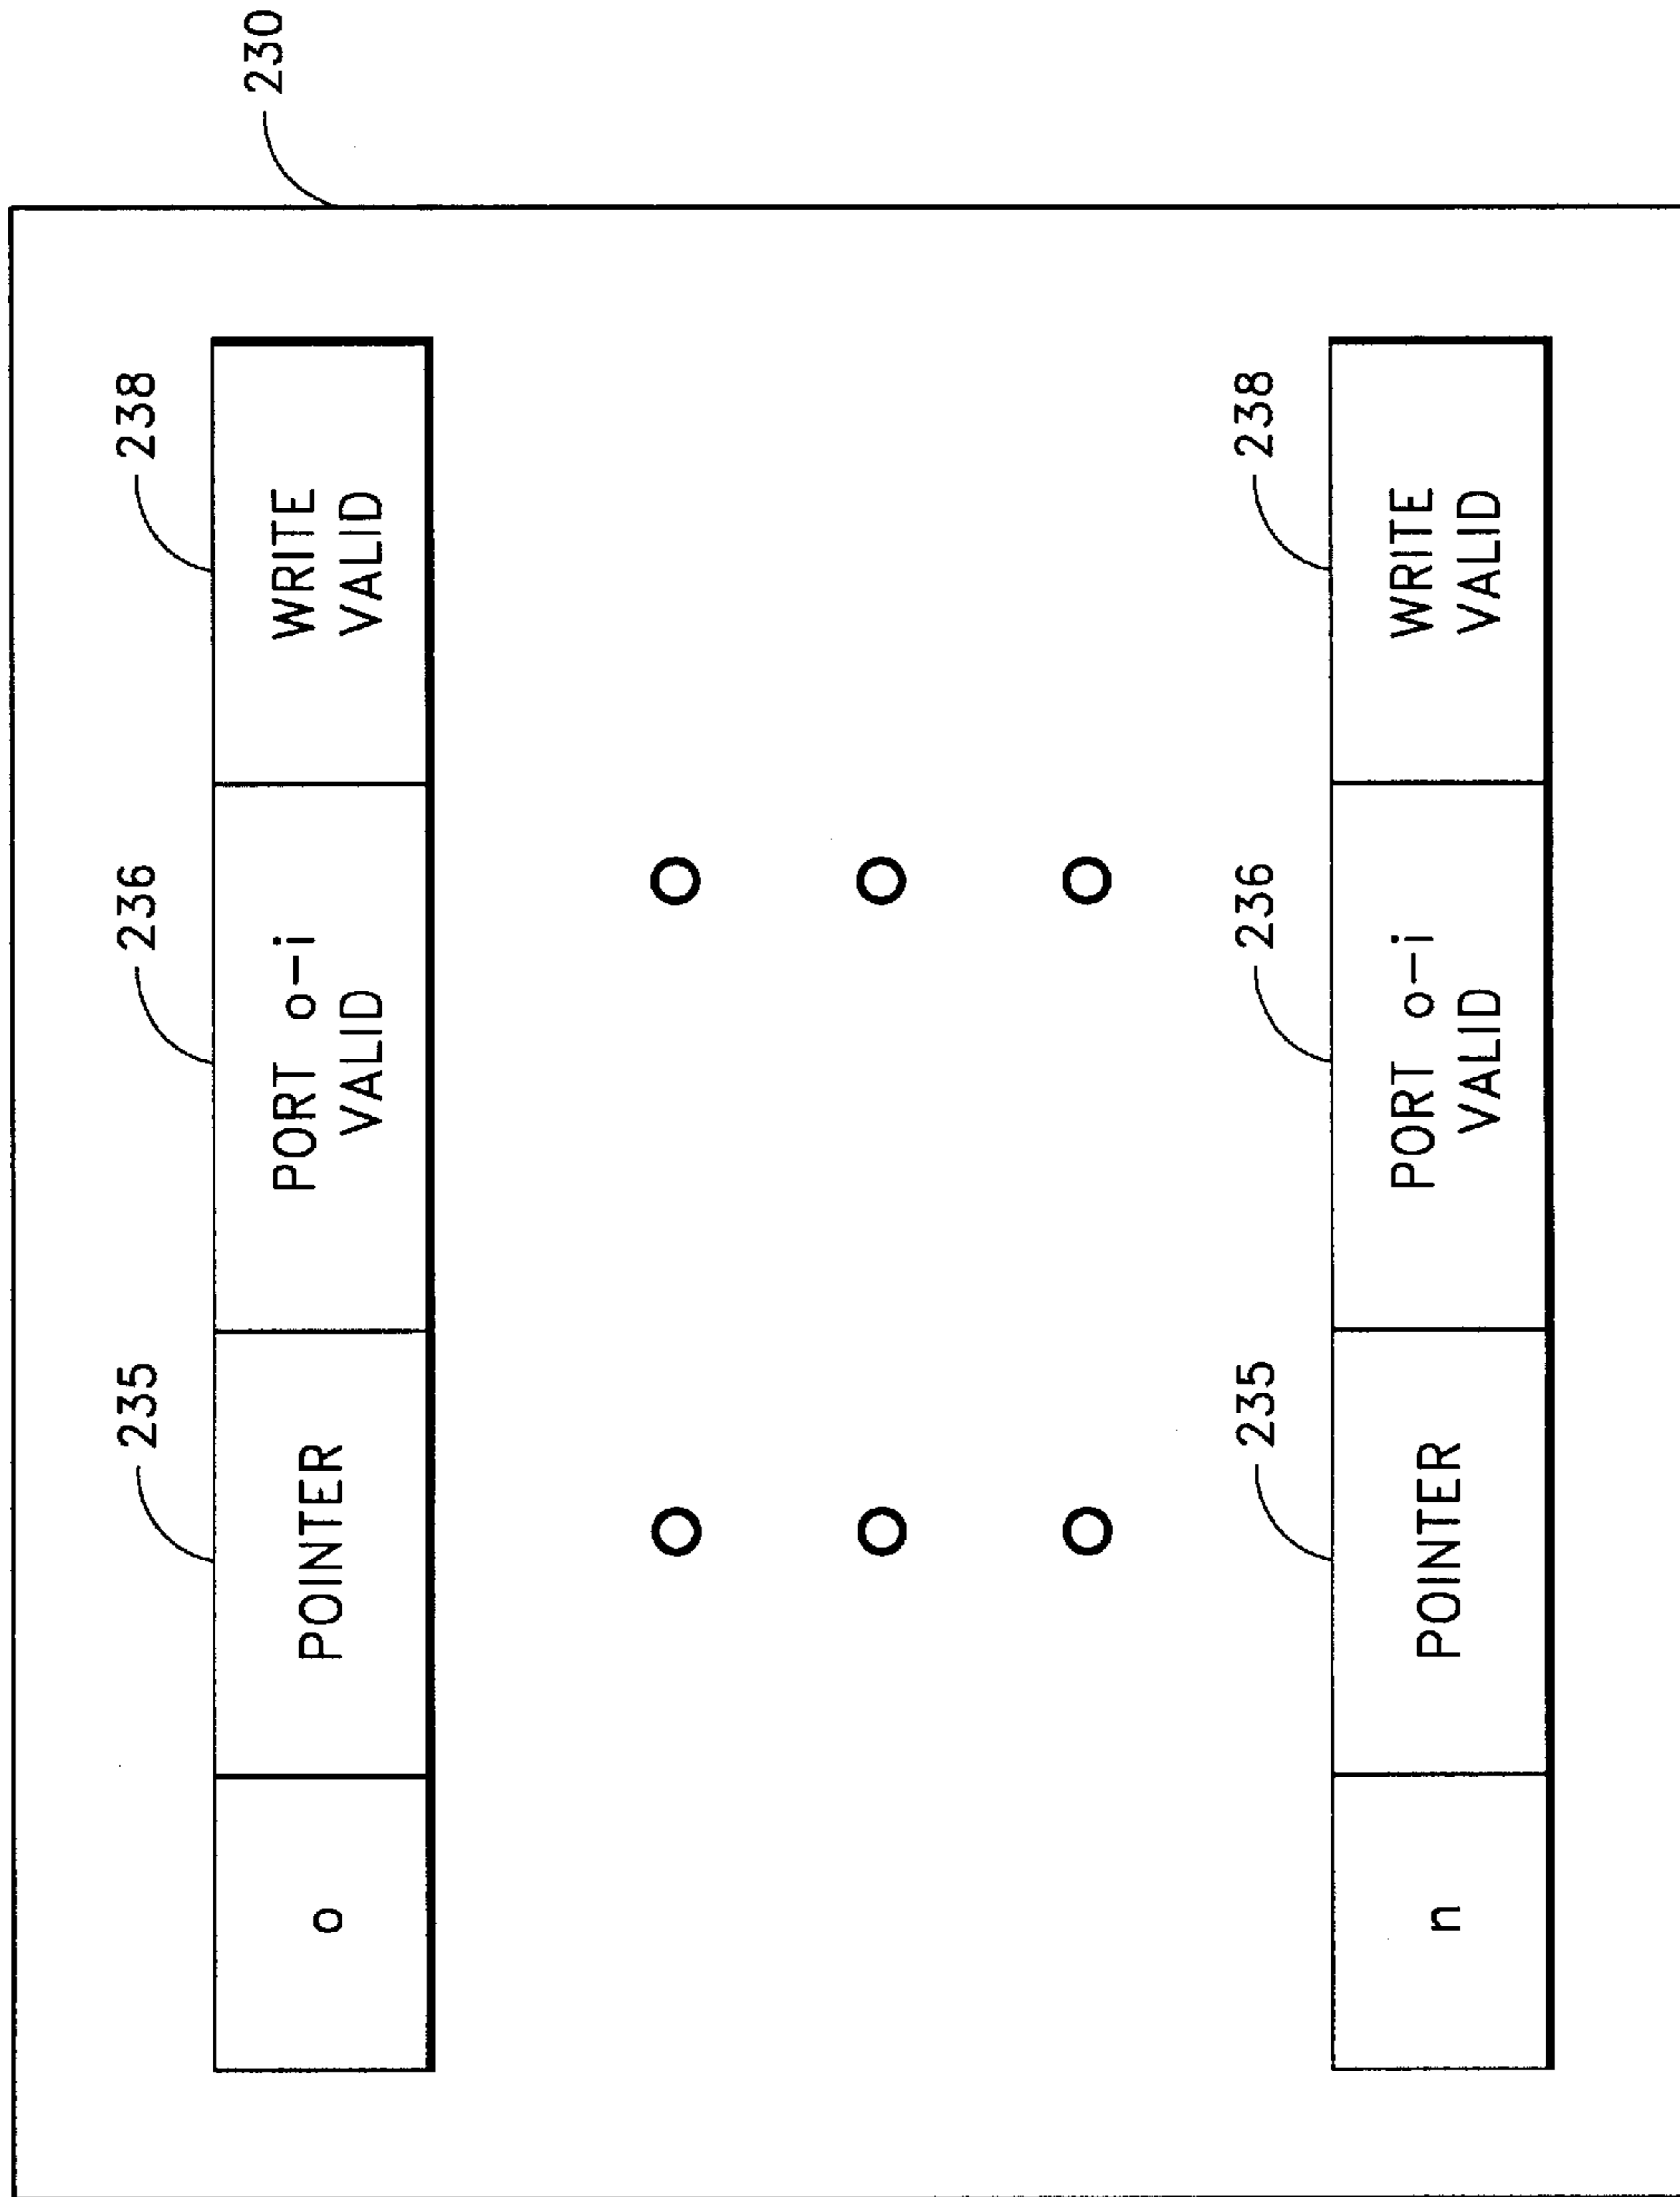 230
235
236
238
o
POINTER
PORT o-i
VALID
WRITE
VALID
235
236
238
n
POINTER
PORT o-i
VALID
WRITE
VALID